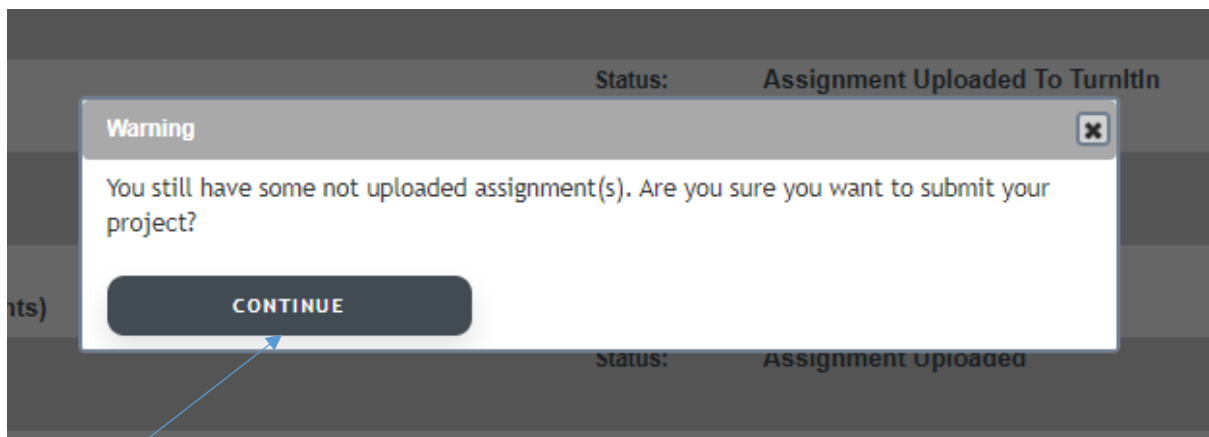 Status: Assignment Uploaded To TurnItIn
Warning
You still have some not uploaded assignment(s). Are you sure you want to submit your
project?
CONTINUE
nts)
Status: Assignment Uploaded